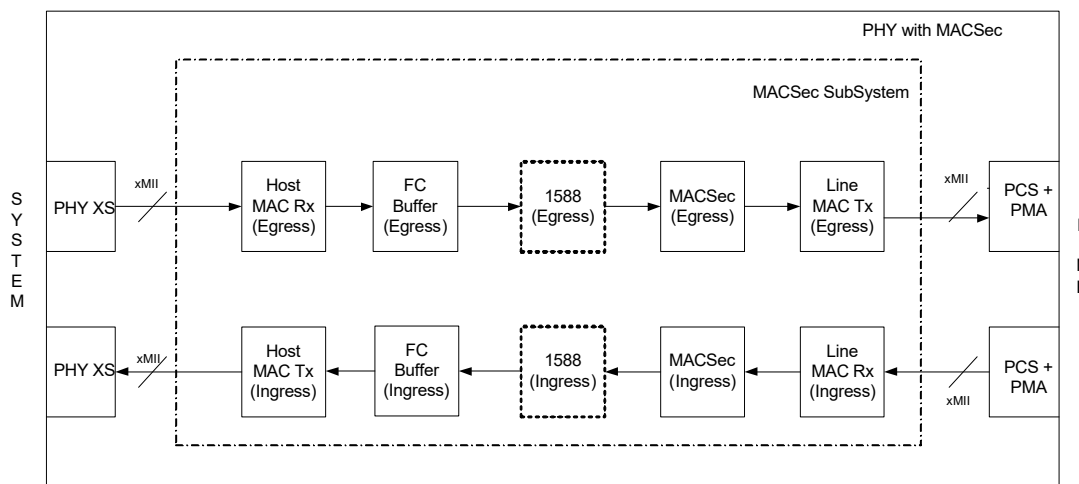 PHY with MACSec
MACSec SubSystem
SYSTEM
PHY XS
xMII
Host
MAC Rx
(Egress)
FC
Buffer
(Egress)
1588
(Egress)
MACSec
(Egress)
Line
MAC Tx
(Egress)
xMII
PCS +
PMA
PHY XS
xMII
Host
MAC Tx
(Ingress)
FC
Buffer
(Ingress)
1588
(Ingress)
MACSec
(Ingress)
Line
MAC Rx
(Ingress)
xMII
PCS +
PMA